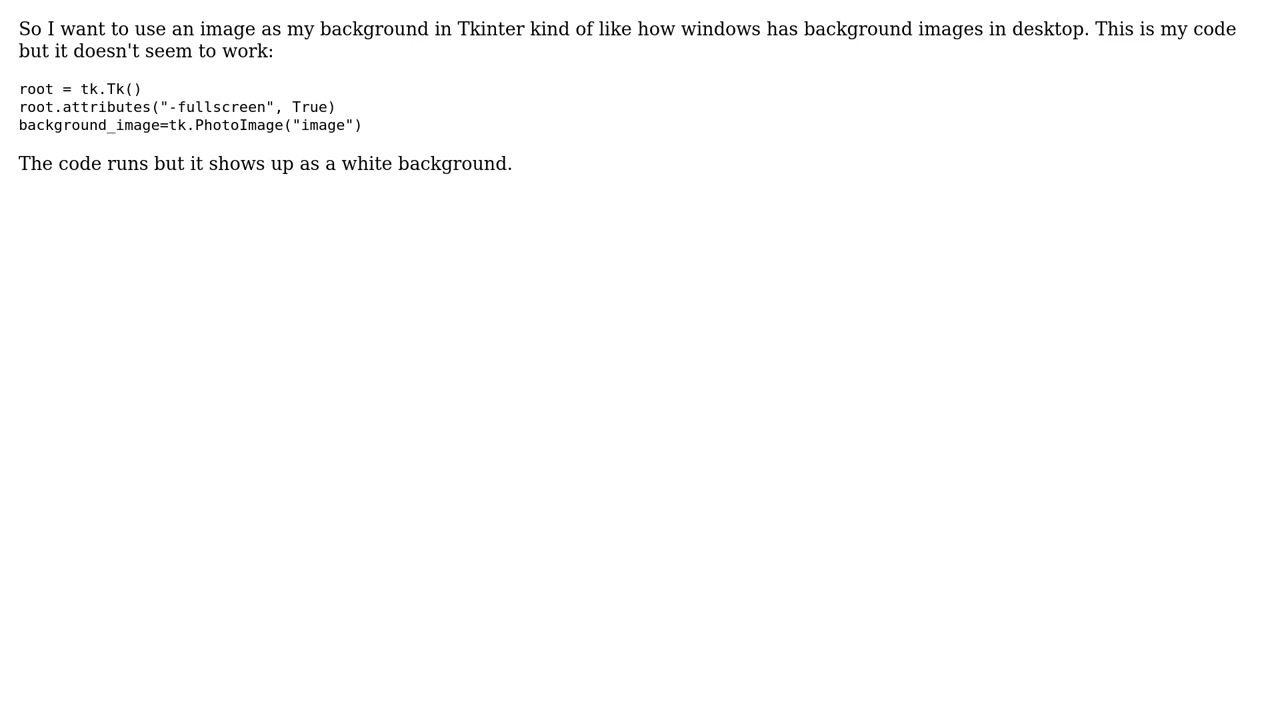 So I want to use an image as my background in Tkinter kind of like how windows has background images in desktop. This is my code
but it doesn't seem to work:
root = tk.Tk()
root.attributes("-fullscreen", True)
background_image=tk.PhotoImage("image")
The code runs but it shows up as a white background.